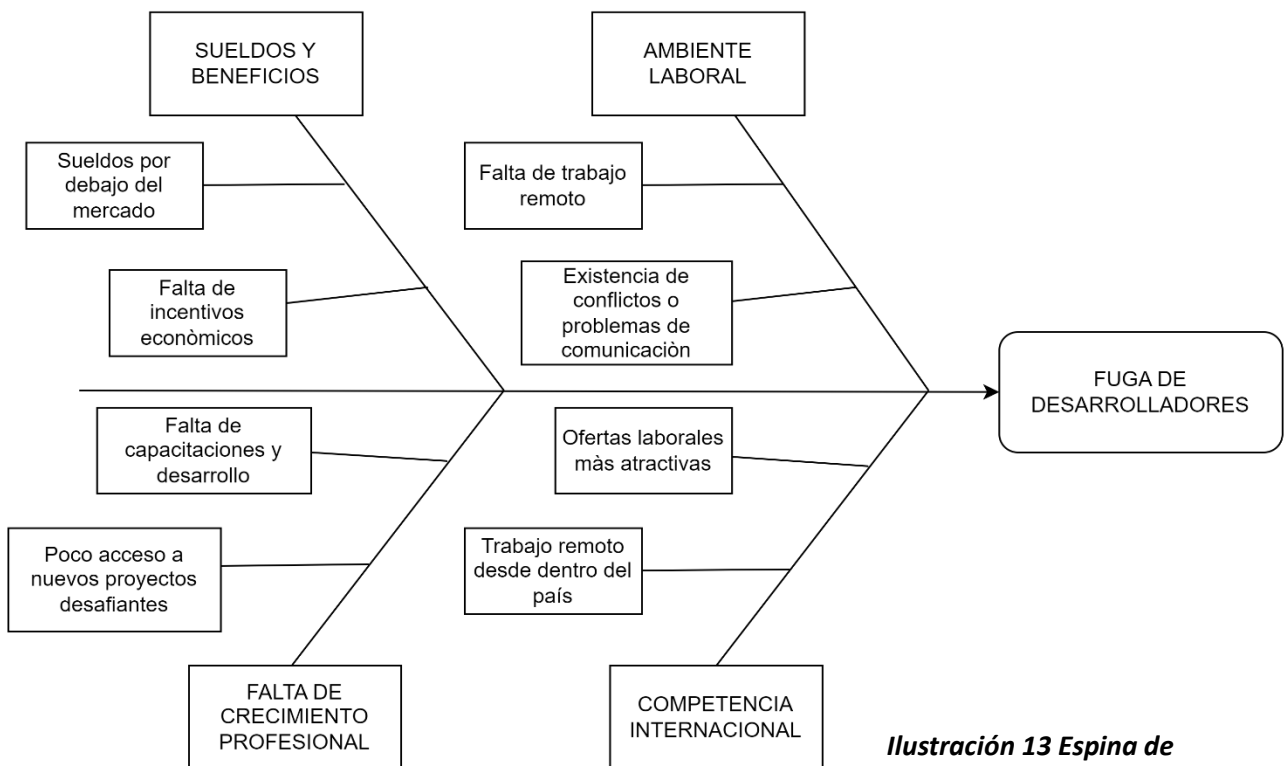 SUELDOS Y
BENEFICIOS
AMBIENTE
LABORAL
Sueldos por
debajo del
mercado
Falta de trabajo
remoto
Falta de
incentivos
econòmicos
Existencia de
conflictos o
problemas de
comunicaciòn
FUGA DE
DESARROLLADORES
Falta de
capacitaciones y
desarrollo
Ofertas laborales
màs atractivas
Poco acceso a
nuevos proyectos
desafiantes
Trabajo remoto
desde dentro del
país
FALTA DE
CRECIMIENTO
PROFESIONAL
COMPETENCIA
INTERNACIONAL
Ilustración 13 Espina de